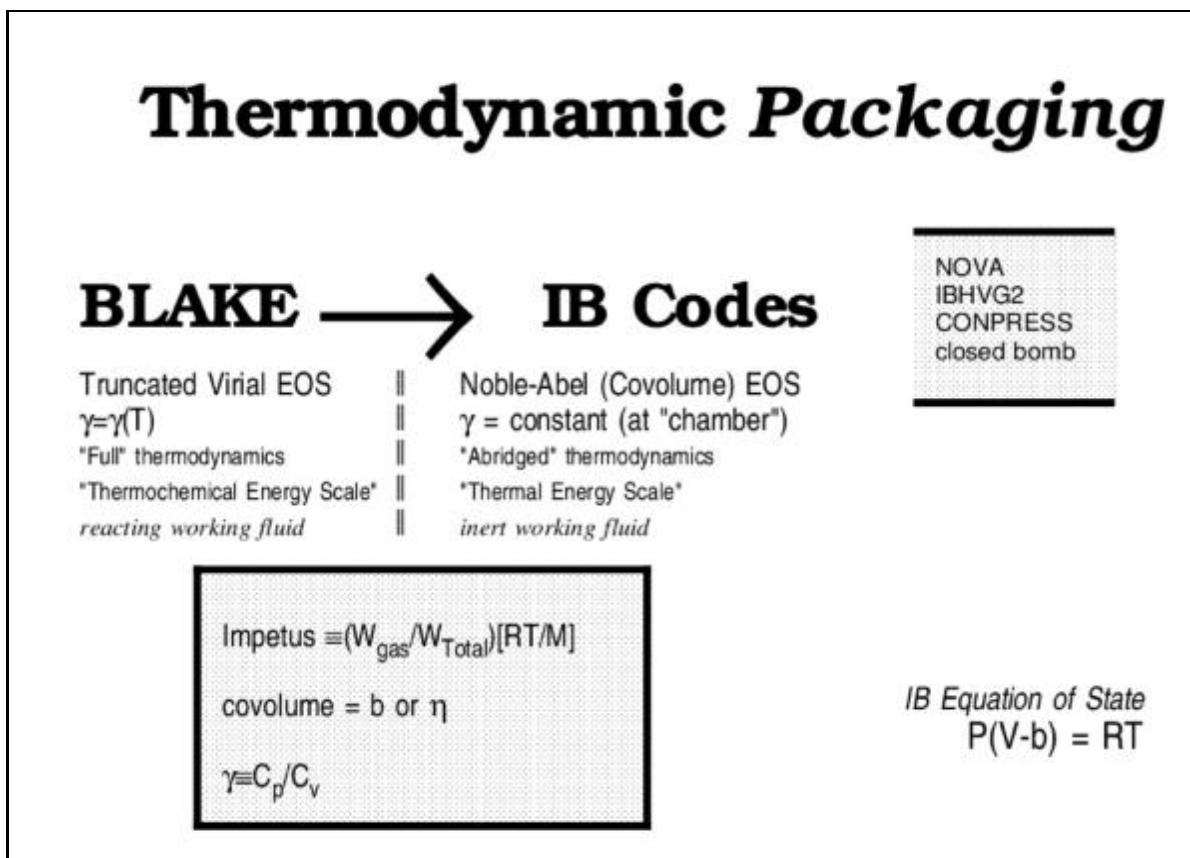 Thermodynamic Packaging
NOVA
IBHVG2
CONPRESS
closed bomb
BLAKE → IB Codes
Truncated Virial EOS || Noble-Abel (Covolume) EOS
γ=γ(T) || γ = constant (at "chamber")
"Full" thermodynamics || "Abridged" thermodynamics
"Thermochemical Energy Scale" || "Thermal Energy Scale"
reacting working fluid || inert working fluid
Impetus ≡(W_gas/W_Total)[RT/M]
covolume = b or η
γ≡C_p/C_v
IB Equation of State
P(V-b) = RT